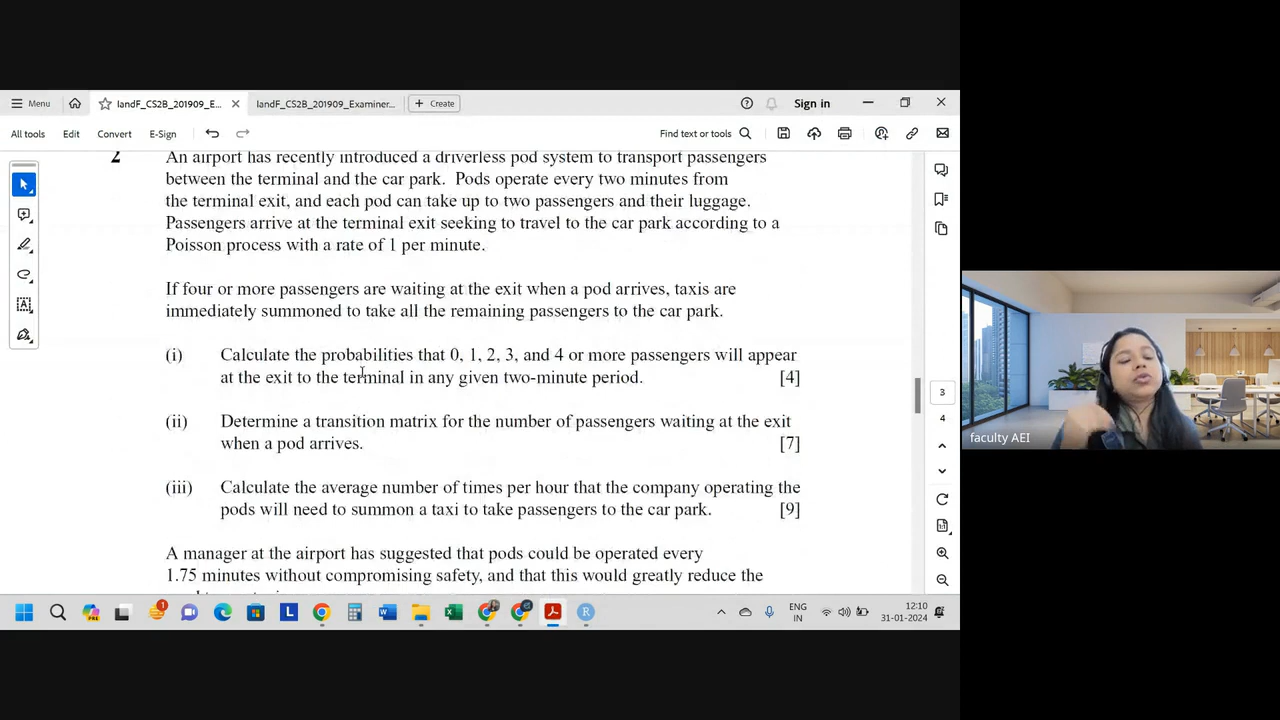 Menu
landF_CS2B_201909_E...
landF_CS2B_201909_Examiner...
Create
Sign in
All tools
Edit
Convert
E-Sign
Find text or tools
2
An airport has recently introduced a driverless pod system to transport passengers
between the terminal and the car park. Pods operate every two minutes from
the terminal exit, and each pod can take up to two passengers and their luggage.
Passengers arrive at the terminal exit seeking to travel to the car park according to a
Poisson process with a rate of 1 per minute.
If four or more passengers are waiting at the exit when a pod arrives, taxis are
immediately summoned to take all the remaining passengers to the car park.
(i) Calculate the probabilities that 0, 1, 2, 3, and 4 or more passengers will appear
at the exit to the terminal in any given two-minute period. [4]
(ii) Determine a transition matrix for the number of passengers waiting at the exit
when a pod arrives. [7]
(iii) Calculate the average number of times per hour that the company operating the
pods will need to summon a taxi to take passengers to the car park. [9]
A manager at the airport has suggested that pods could be operated every
1.75 minutes without compromising safety, and that this would greatly reduce the
3
4
faculty AEI
ENG
IN
12:10
31-01-2024